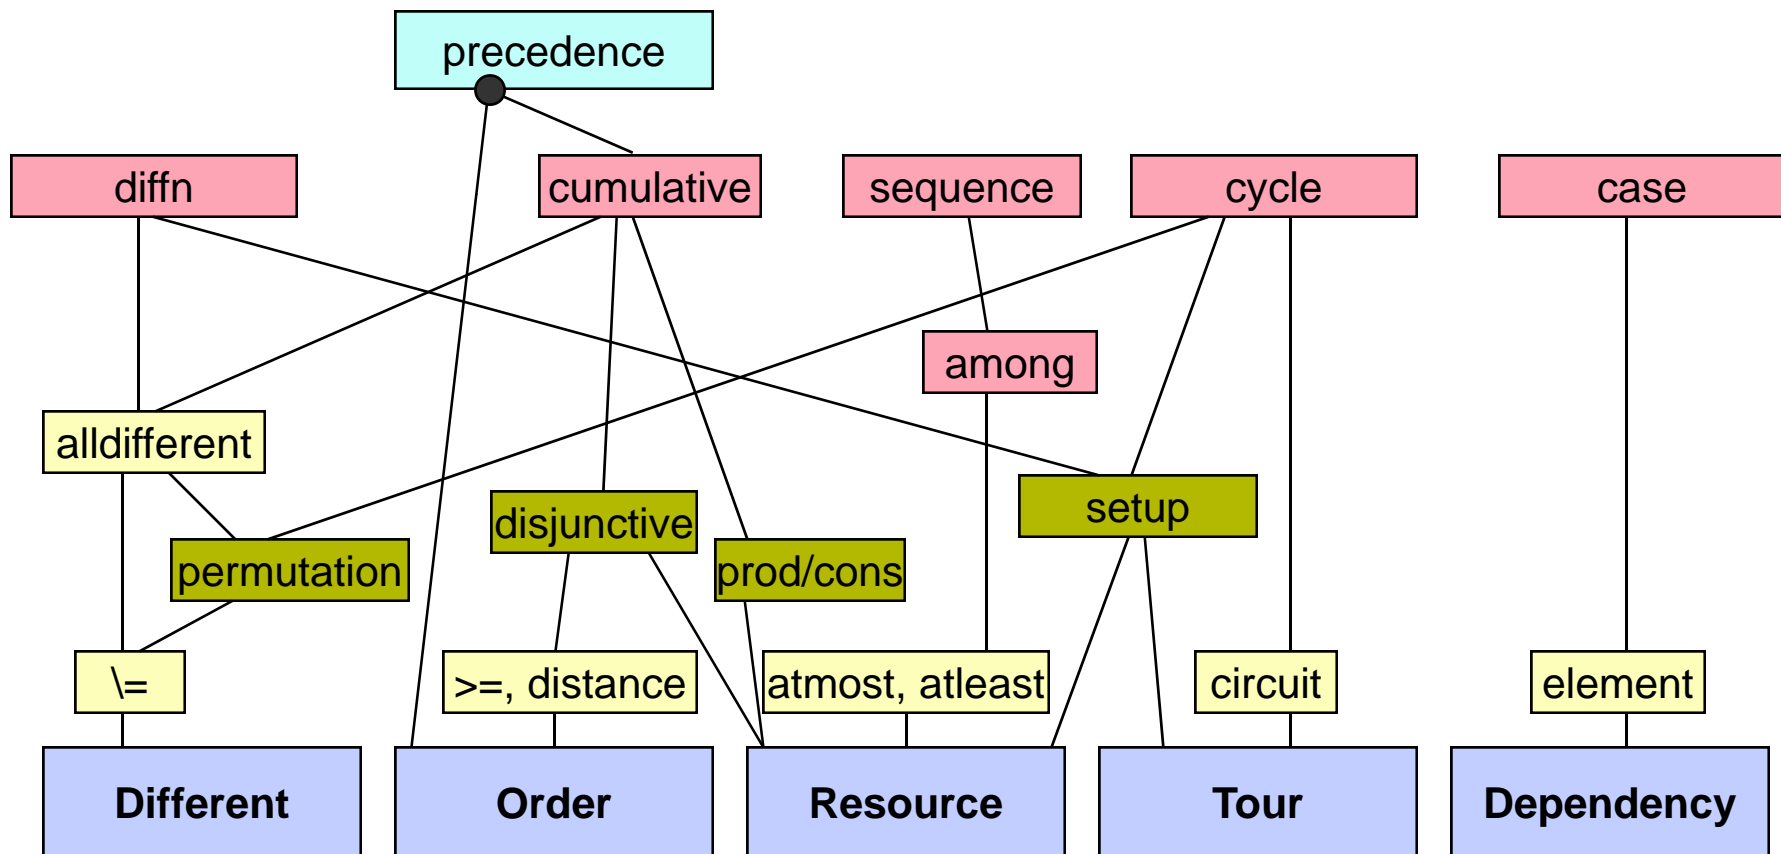 precedence
diffn
cumulative
sequence
cycle
case
among
alldifferent
setup
disjunctive
permutation
prod/cons
\=
>=, distance
atmost, atleast
circuit
element
Different
Order
Resource
Tour
Dependency